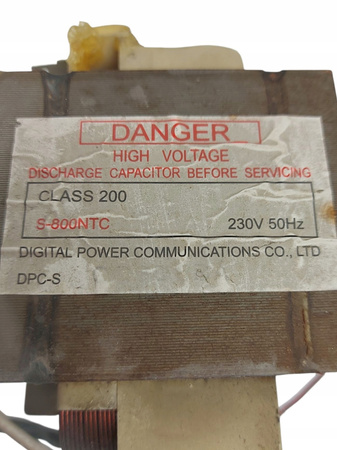 DANGER
HIGH VOLTAGE
DISCHARGE CAPACITOR BEFORE SERVICING
CLASS 200
S-800NTC 230V 50Hz
DIGITAL POWER COMMUNICATIONS CO., LTD
DPC-S